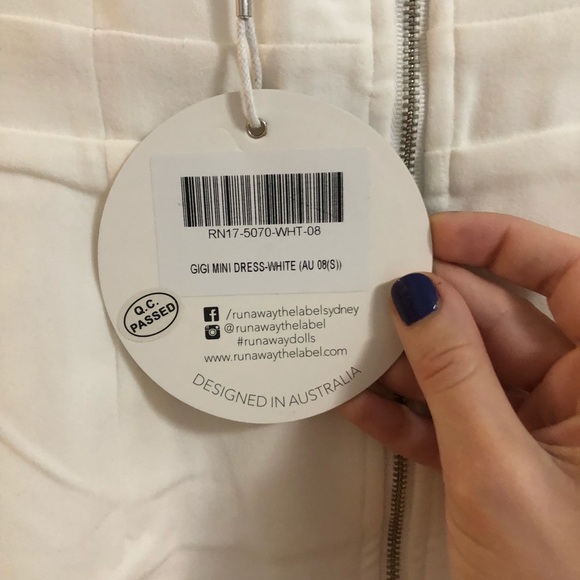 RN17-5070-WHT-08
GIGI MINI DRESS-WHITE (AU 08(S))
Q.C.
PASSED
/runawaythelabelsydney
@runawaythelabel
#runawaydolls
www.runawaythelabel.com
DESIGNED IN AUSTRALIA